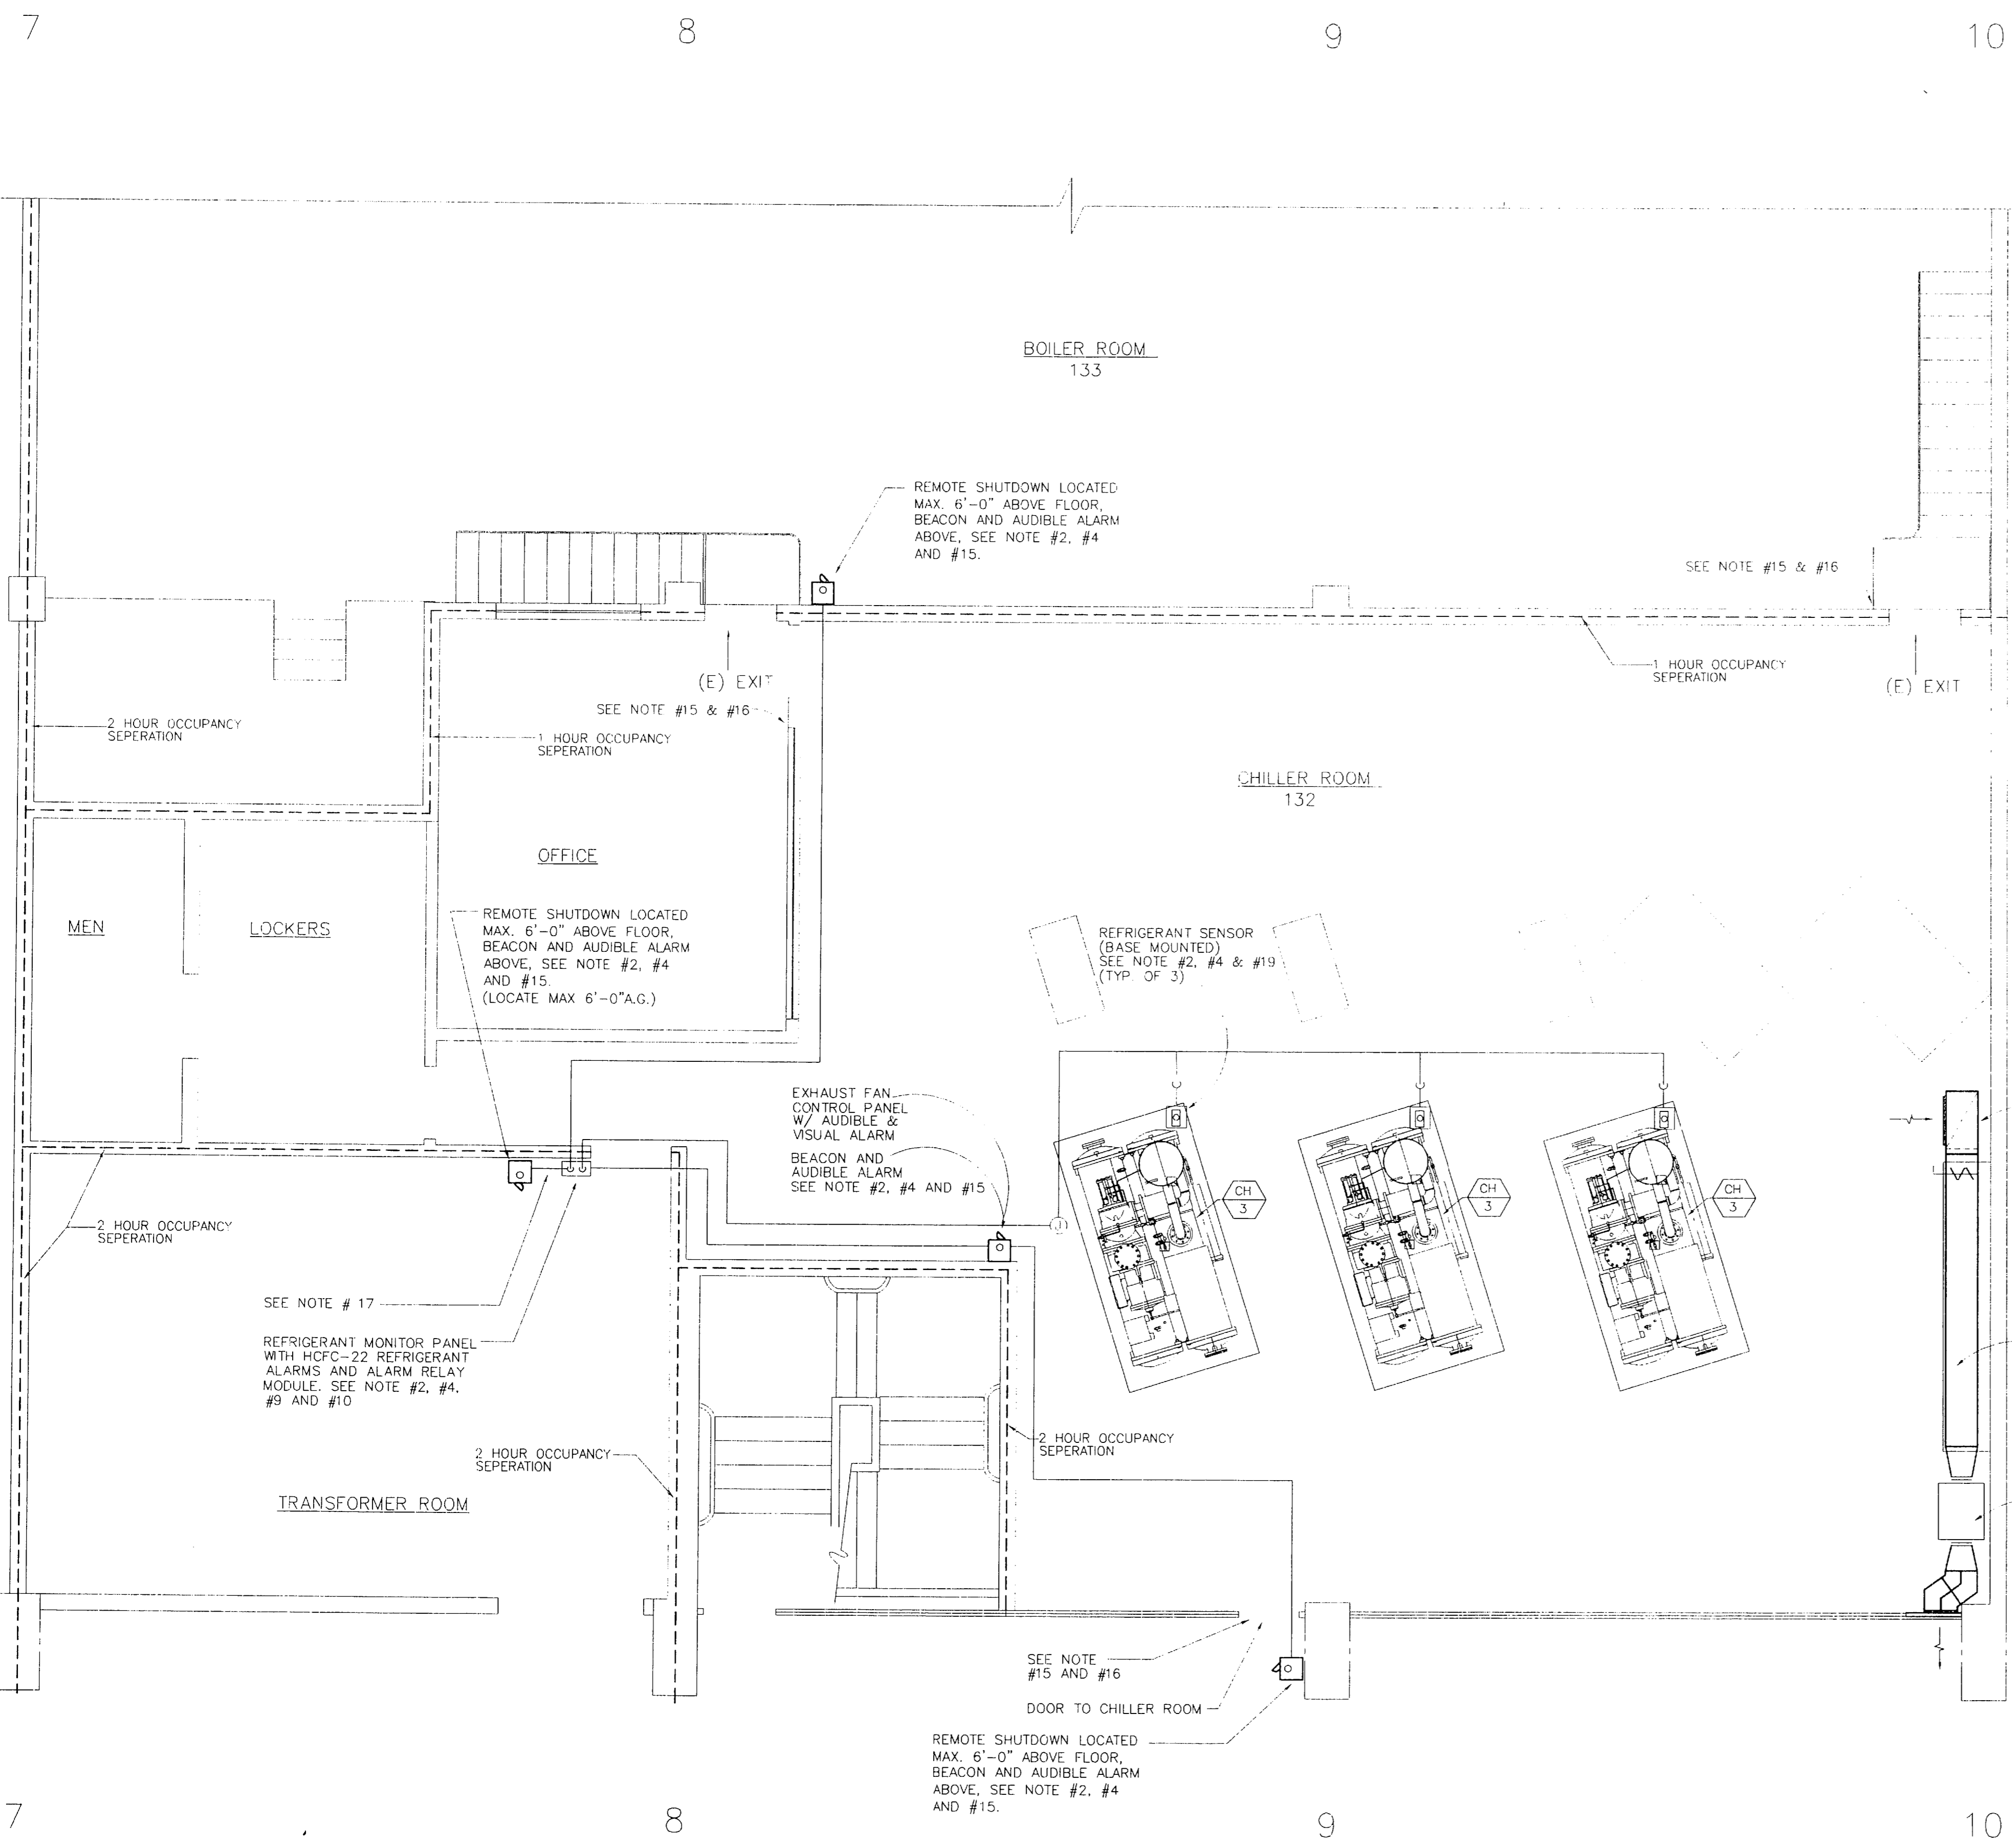 7
8
9
10
BOILER ROOM
133
REMOTE SHUTDOWN LOCATED
MAX. 6'-0" ABOVE FLOOR,
BEACON AND AUDIBLE ALARM
ABOVE, SEE NOTE #2, #4
AND #15.
SEE NOTE #15 & #16
(E) EXIT
SEE NOTE #15 & #16
1 HOUR OCCUPANCY
SEPERATION
(E) EXIT
2 HOUR OCCUPANCY
SEPERATION
1 HOUR OCCUPANCY
SEPERATION
CHILLER ROOM
132
OFFICE
MEN
LOCKERS
REMOTE SHUTDOWN LOCATED
MAX. 6'-0" ABOVE FLOOR,
BEACON AND AUDIBLE ALARM
ABOVE, SEE NOTE #2, #4
AND #15.
(LOCATE MAX 6'-0"A.G.)
REFRIGERANT SENSOR
(BASE MOUNTED)
SEE NOTE #2, #4 & #19
(TYP. OF 3)
EXHAUST FAN
CONTROL PANEL
W/ AUDIBLE &
VISUAL ALARM
BEACON AND
AUDIBLE ALARM
SEE NOTE #2, #4 AND #15
CH
3
CH
3
CH
3
J
2 HOUR OCCUPANCY
SEPERATION
SEE NOTE # 17
REFRIGERANT MONITOR PANEL
WITH HCFC-22 REFRIGERANT
ALARMS AND ALARM RELAY
MODULE. SEE NOTE #2, #4,
#9 AND #10
2 HOUR OCCUPANCY
SEPERATION
2 HOUR OCCUPANCY
SEPERATION
TRANSFORMER ROOM
SEE NOTE
#15 AND #16
DOOR TO CHILLER ROOM
REMOTE SHUTDOWN LOCATED
MAX. 6'-0" ABOVE FLOOR,
BEACON AND AUDIBLE ALARM
ABOVE, SEE NOTE #2, #4
AND #15.
7
8
9
10